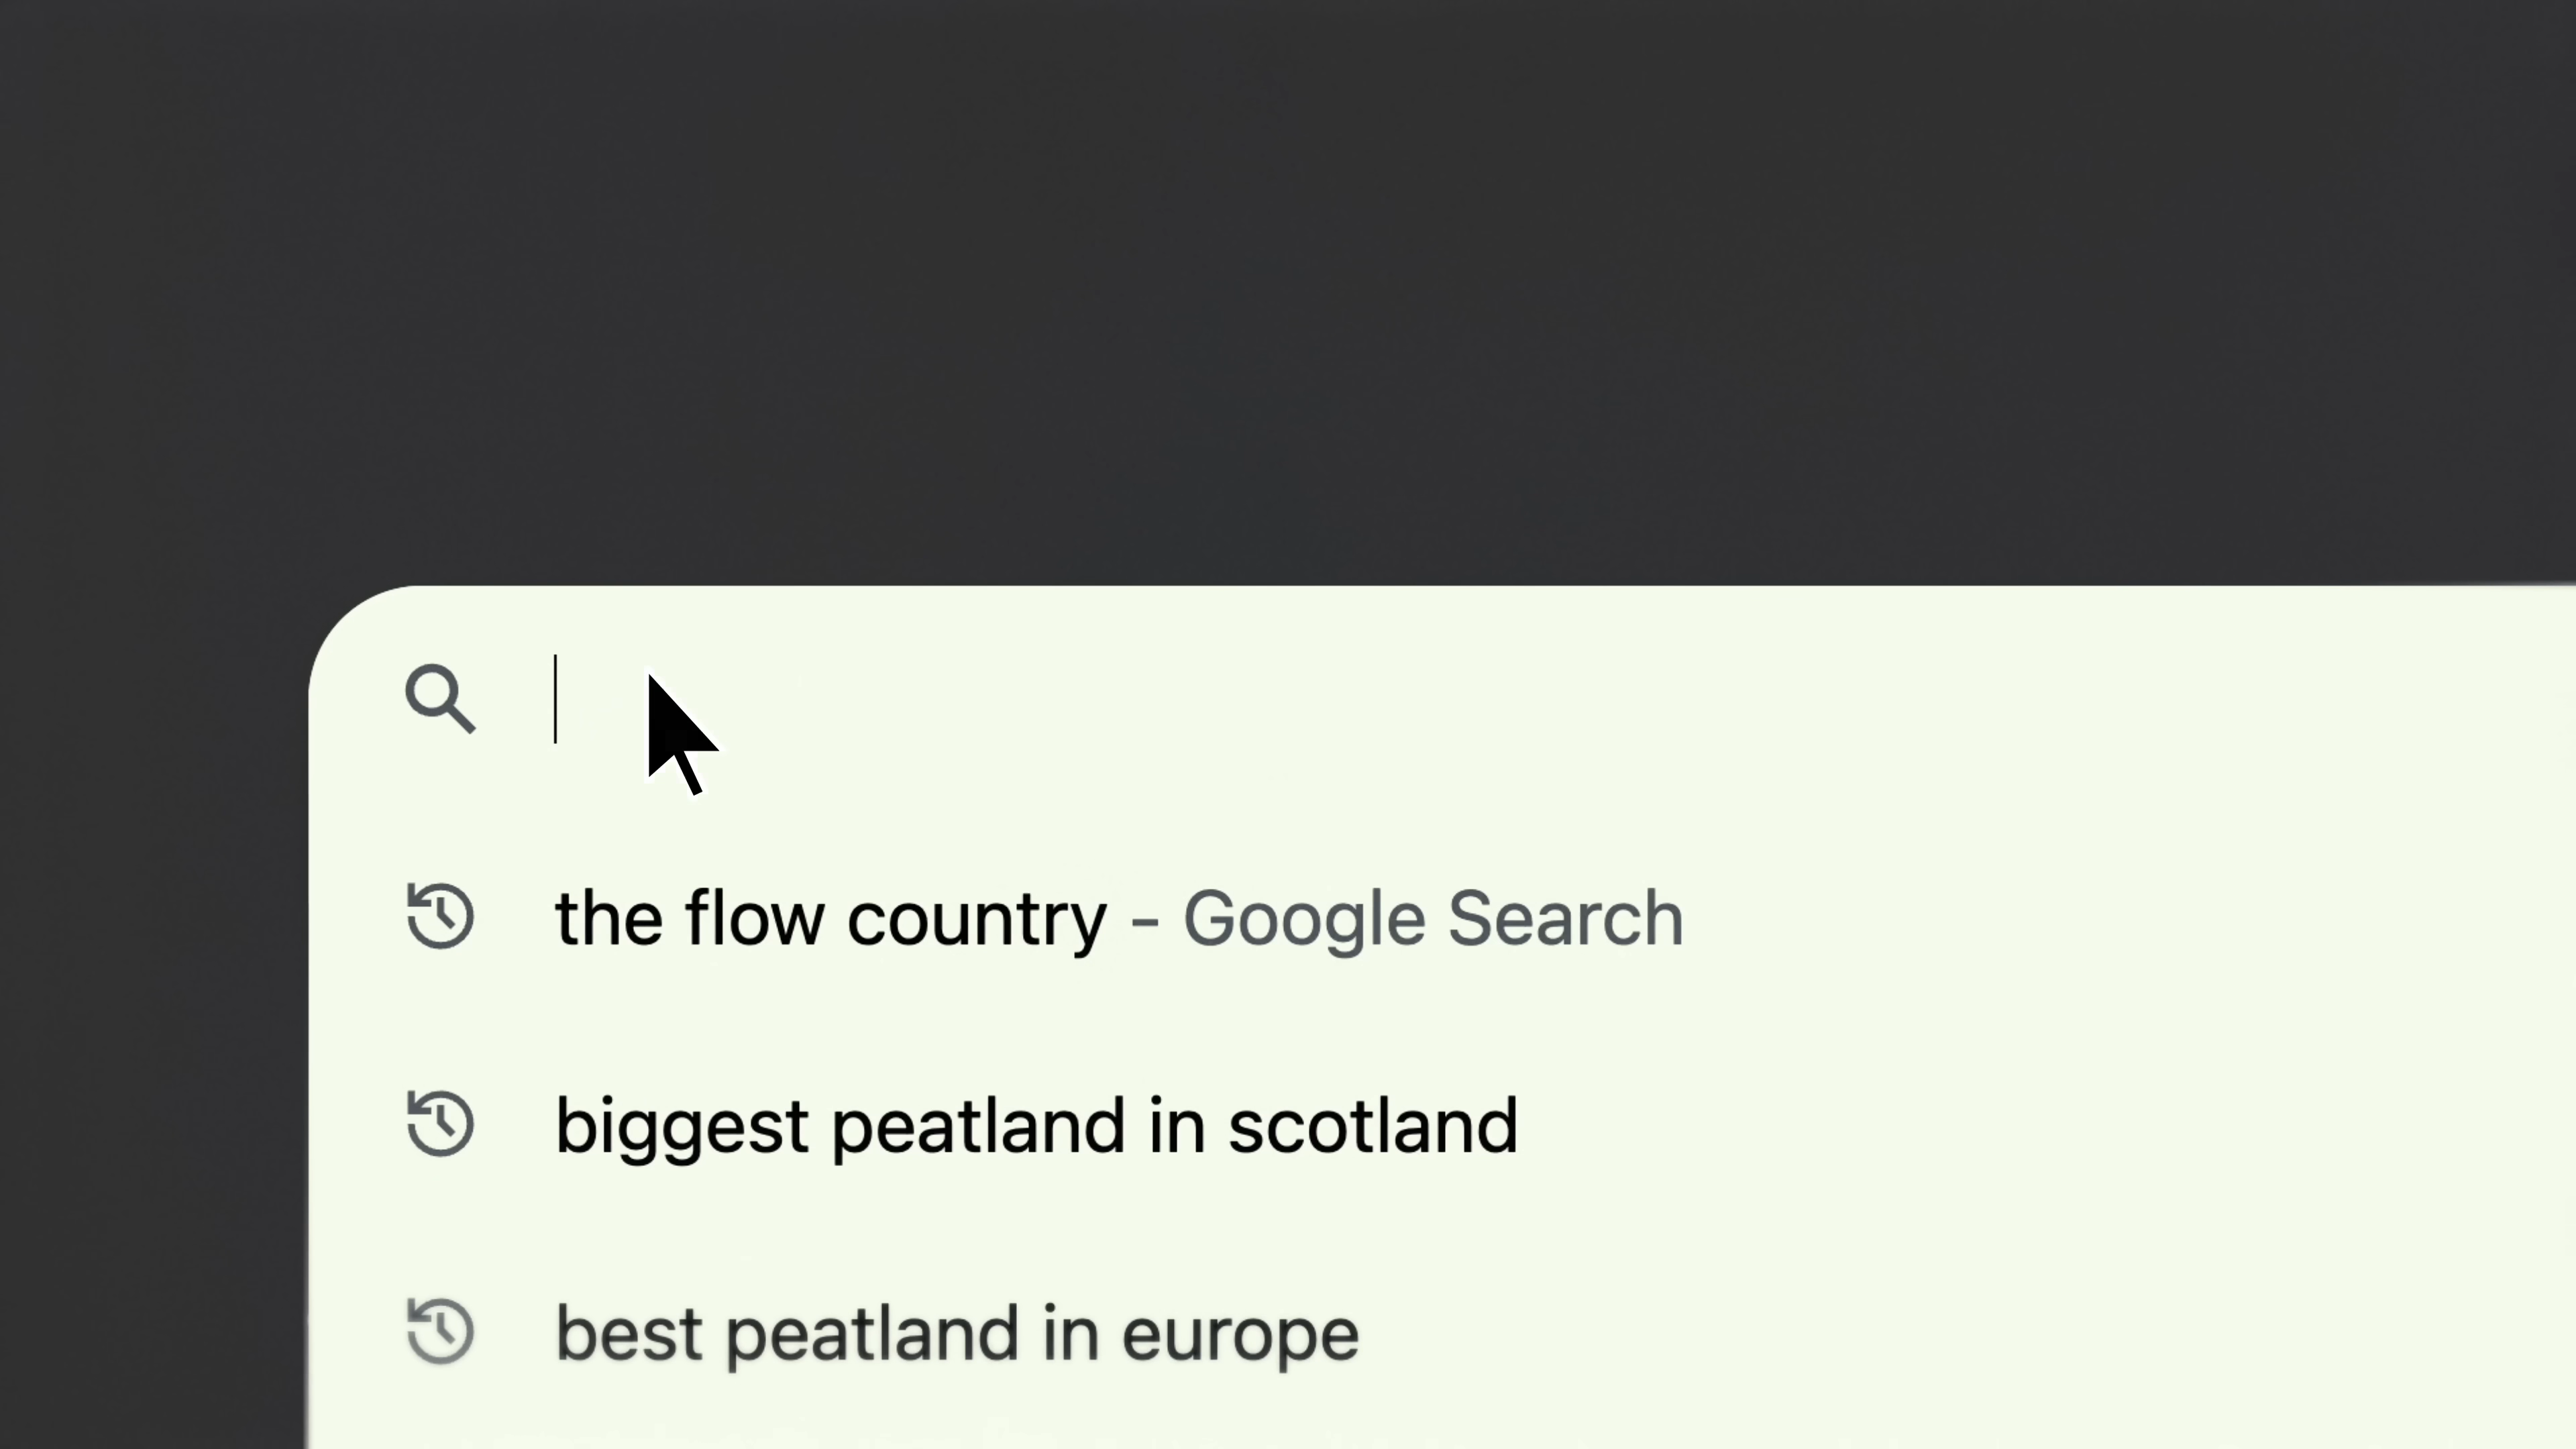 the flow country - Google Search
biggest peatland in scotland
best peatland in europe